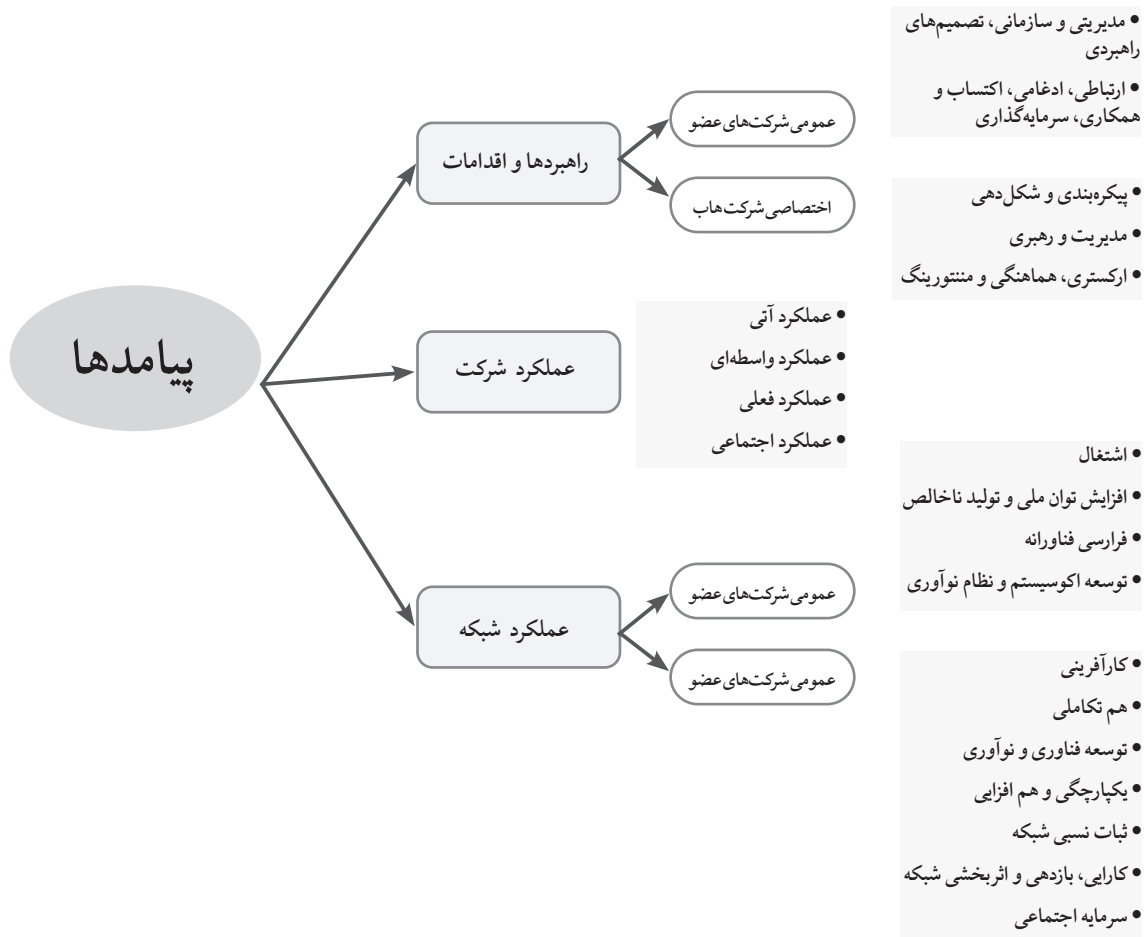 پیامدها
راهبردها و اقدامات
عمومی شرکت‌های عضو
• مدیریتی و سازمانی، تصمیم‌های
راهبردی
• ارتباطی، ادغامی، اکتساب و
همکاری، سرمایه‌گذاری
اختصاصی شرکت هاب
• پیکره‌بندی و شکل‌دهی
• مدیریت و رهبری
• ارکستری، هماهنگی و مننتورینگ
عملکرد شرکت
• عملکرد آتی
• عملکرد واسطه‌ای
• عملکرد فعلی
• عملکرد اجتماعی
عملکرد شبکه
عمومی شرکت‌های عضو
• اشتغال
• افزایش توان ملی و تولید ناخالص
• فرارسی فناورانه
• توسعه اکوسیستم و نظام نوآوری
عمومی شرکت‌های عضو
• کارآفرینی
• هم تکاملی
• توسعه فناوری و نوآوری
• یکپارچگی و هم افزایی
• ثبات نسبی شبکه
• کارایی، بازدهی و اثربخشی شبکه
• سرمایه اجتماعی